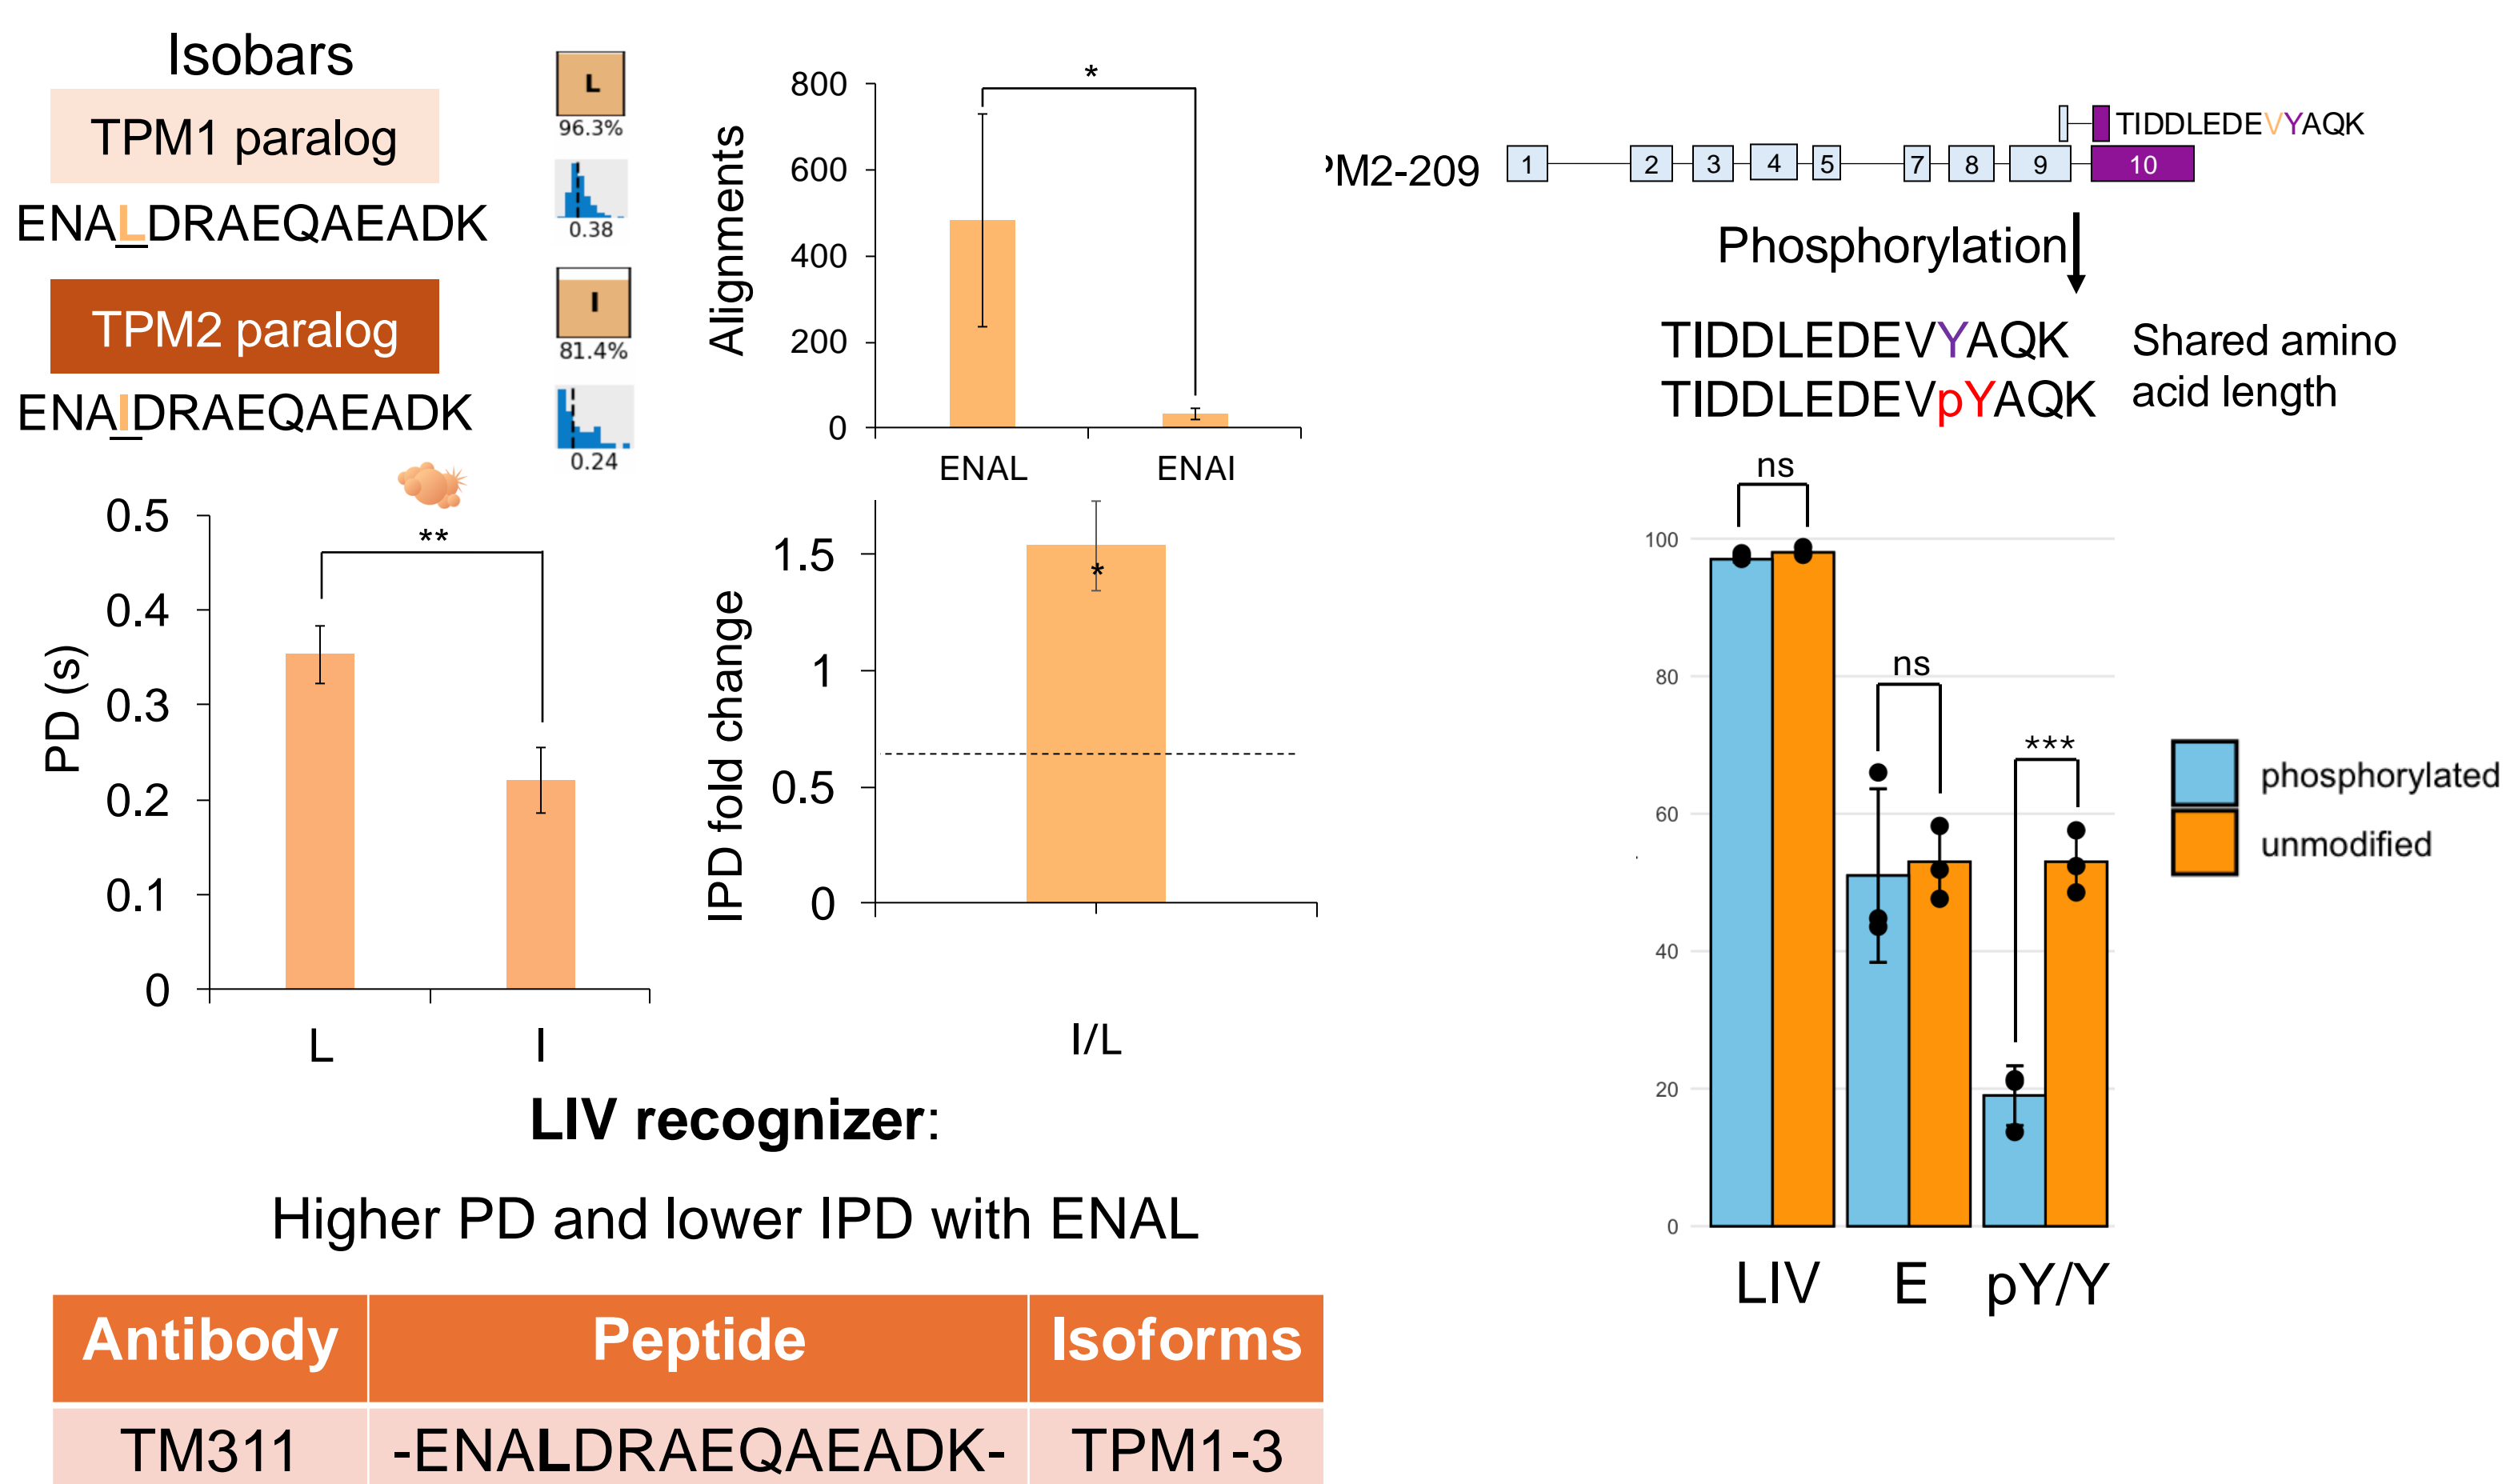 Isobars
TPM1 paralog
ENALDRAEQAEADK
TPM2 paralog
ENAIDRAEQAEADK
L
96.3%
0.38
I
81.4%
0.24
800
600
400
200
0
Alignments
*
ENAL
ENAI
PM2-209
1
2
3
4
5
7
8
9
10
TIDDLEDEVYAQK
Phosphorylation
TIDDLEDEVYAQK
TIDDLEDEVpYAQK
Shared amino
acid length
0.5
0.4
0.3
0.2
0.1
0
PD (s)
**
L
I
1.5
1
0.5
0
IPD fold change
*
I/L
ns
ns
***
100
80
60
40
20
0
LIV
E
pY/Y
phosphorylated
unmodified
LIV recognizer:
Higher PD and lower IPD with ENAL
Antibody Peptide Isoforms
TM311 -ENALDRAEQAEADK- TPM1-3